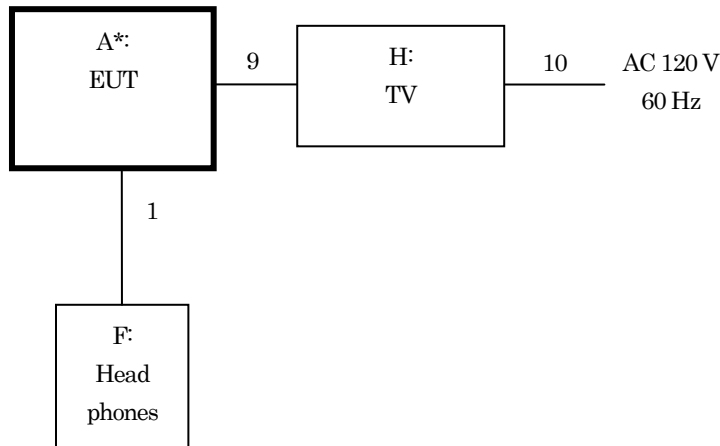 A*:
EUT
9
H:
TV
10
AC 120 V
60 Hz
1
F:
Head
phones